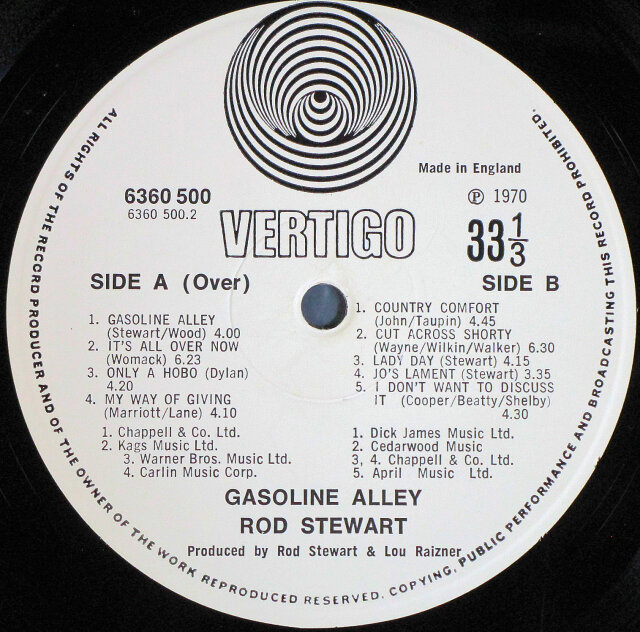 ALL RIGHTS OF THE RECORD PRODUCER AND OF THE OWNER OF THE WORK REPRODUCED RESERVED. COPYING, PUBLIC PERFORMANCE AND BROADCASTING THIS RECORD PROHIBITED.
Made in England
6360 500
6360 500.2
℗ 1970
VERTIGO
33 1/3
SIDE A (Over)
1. GASOLINE ALLEY
(Stewart/Wood) 4.00
2. IT'S ALL OVER NOW
(Womack) 6.23
3. ONLY A HOBO (Dylan)
4.20
4. MY WAY OF GIVING
(Marriott/Lane) 4.10
1. Chappell & Co. Ltd.
2. Kags Music Ltd.
3. Warner Bros. Music Ltd.
4. Carlin Music Corp.
SIDE B
1. COUNTRY COMFORT
(John/Taupin) 4.45
2. CUT ACROSS SHORTY
(Wayne/Wilkin/Walker) 6.30
3. LADY DAY (Stewart) 4.15
4. JO'S LAMENT (Stewart) 3.35
5. I DON'T WANT TO DISCUSS
IT (Cooper/Beatty/Shelby)
4.30
1. Dick James Music Ltd.
2. Cedarwood Music
3, 4. Chappell & Co. Ltd.
5. April Music Ltd.
GASOLINE ALLEY
ROD STEWART
Produced by Rod Stewart & Lou Raizner